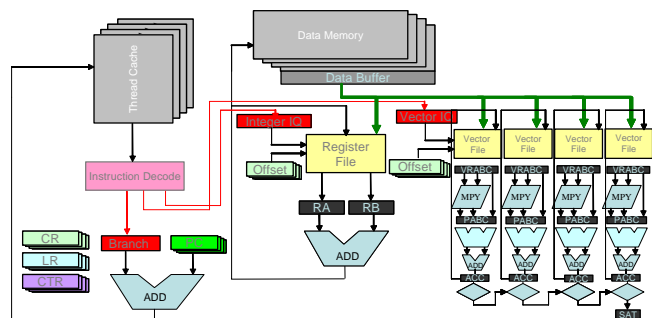 Thread Cache
Data Memory
Data Buffer
Integer IQ
Vector IQ
Register File
Vector File
Vector File
Vector File
Vector File
Offset
Offset
Instruction Decode
VRABC
VRABC
VRABC
VRABC
RA
RB
MPY
MPY
MPY
MPY
PABC
PABC
PABC
PABC
CR
LR
CTR
Branch
PC
ADD
ADD
ADD
ADD
ADD
ADD
ACC
ACC
ACC
ACC
SAT